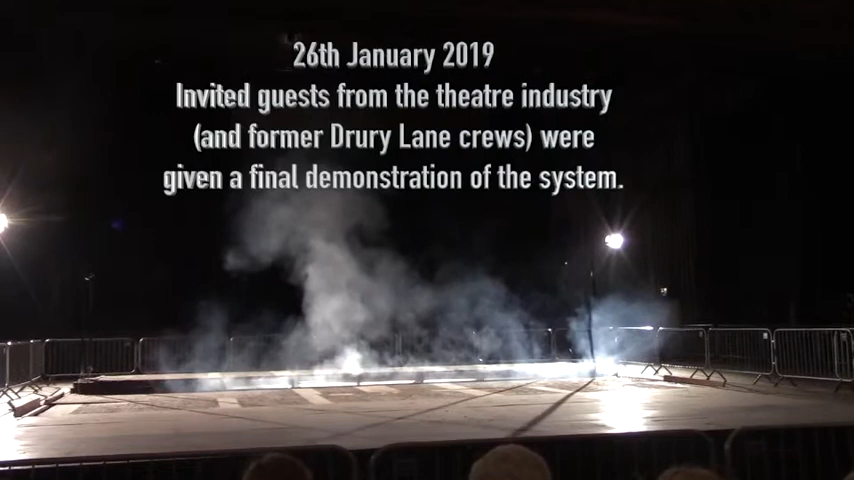 26th January 2019
Invited guests from the theatre industry
(and former Drury Lane crews) were
given a final demonstration of the system.